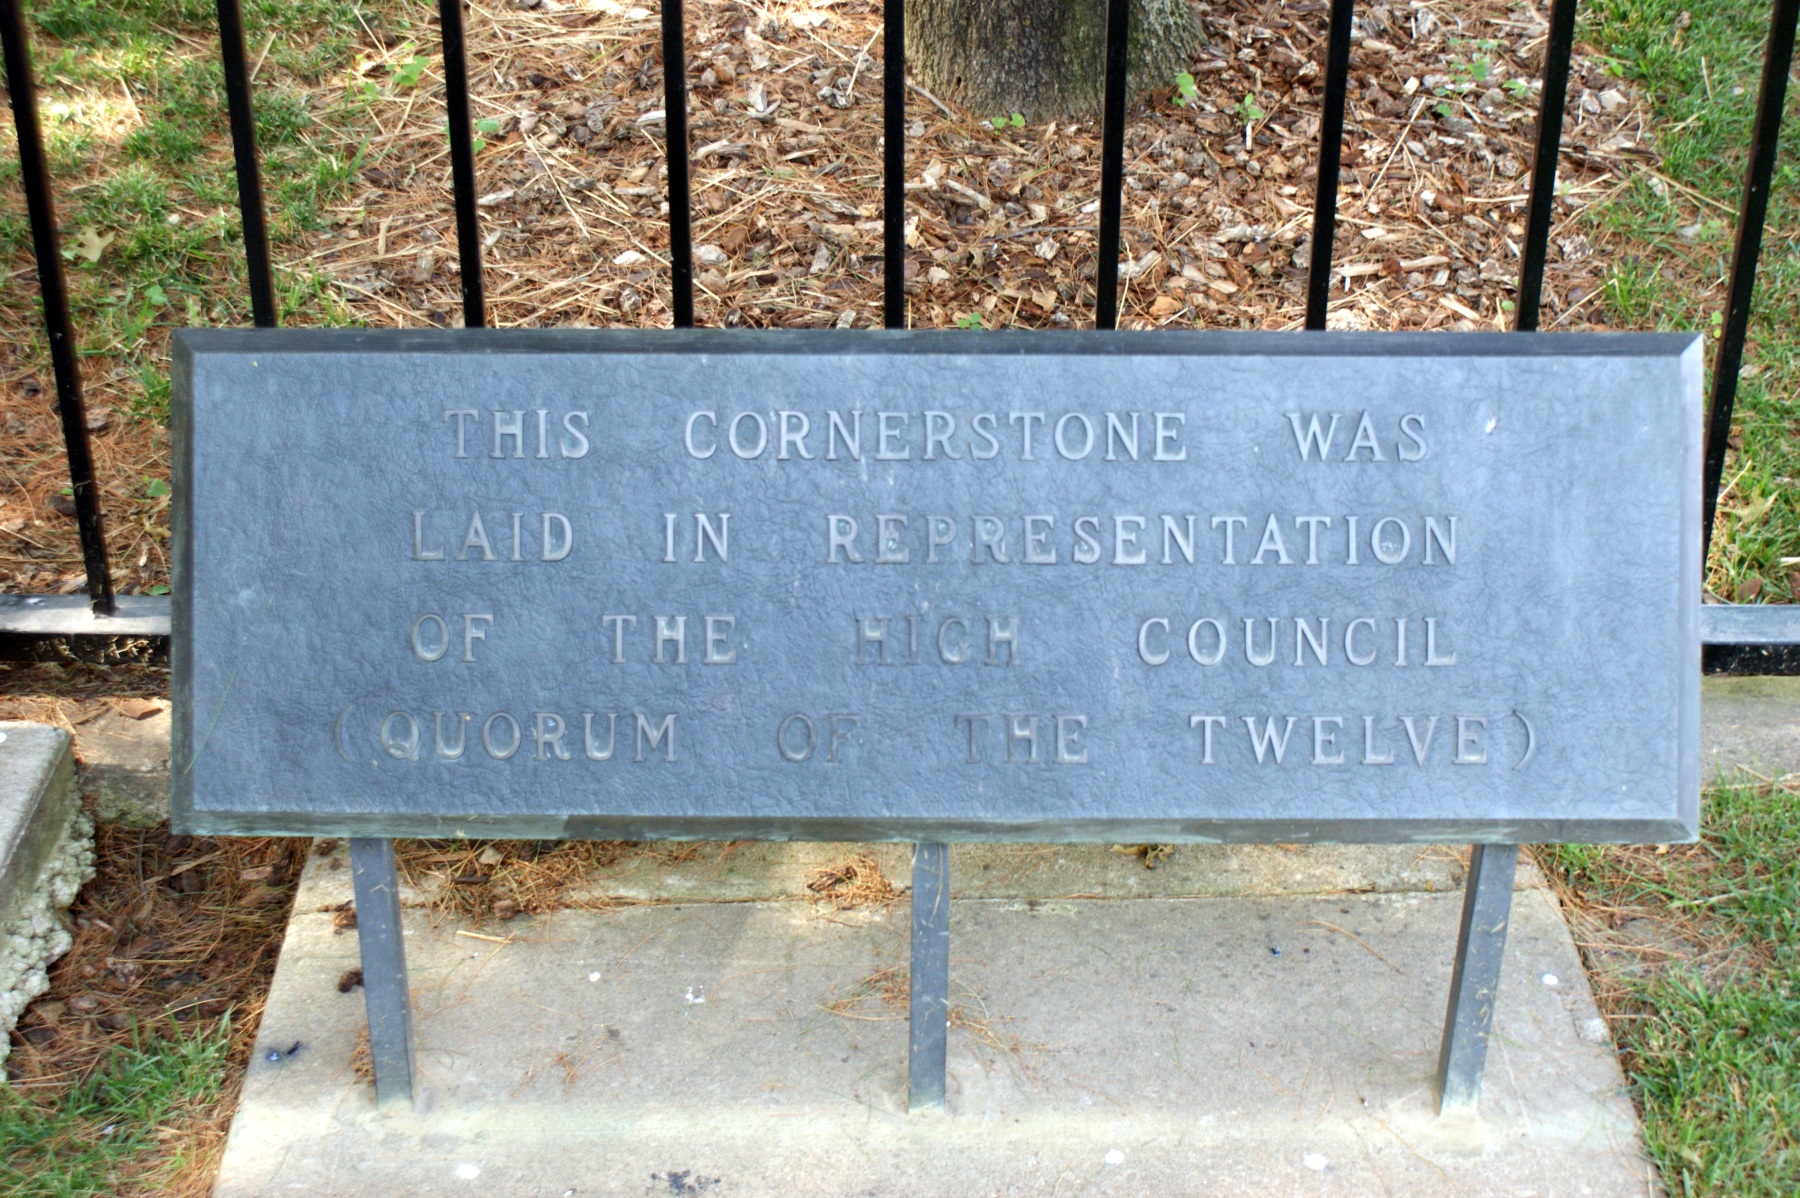 THIS CORNERSTONE WAS
LAID IN REPRESENTATION
OF THE HIGH COUNCIL
(QUORUM OF THE TWELVE)